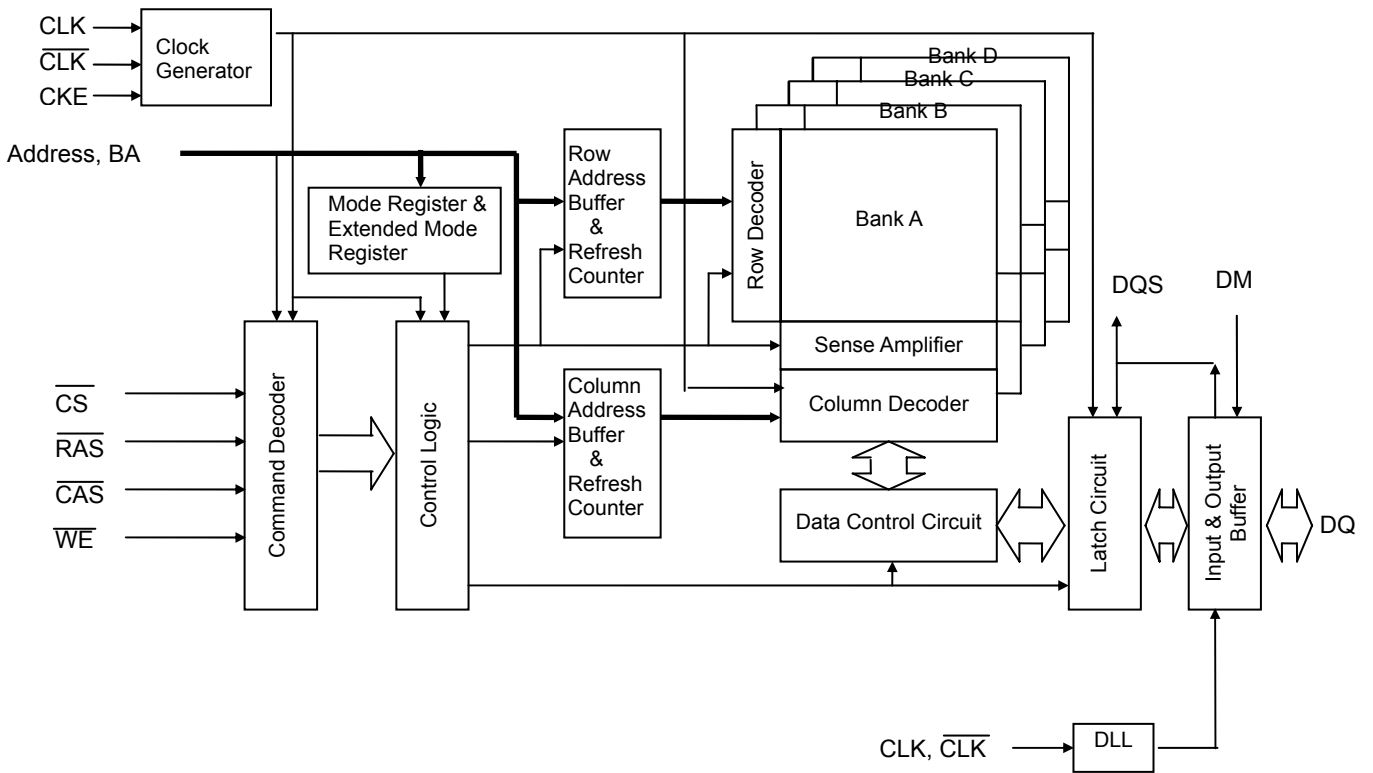 CLK
CLK
CKE
Clock
Generator
Bank D
Bank C
Bank B
Address, BA
Row
Address
Buffer
&
Refresh
Counter
Mode Register &
Extended Mode
Register
Row Decoder
Bank A
DQS
DM
Sense Amplifier
Column
Address
Buffer
&
Refresh
Counter
Column Decoder
CS
RAS
CAS
WE
Command Decoder
Control Logic
Data Control Circuit
Latch Circuit
Input & Output
Buffer
DQ
CLK, CLK
DLL